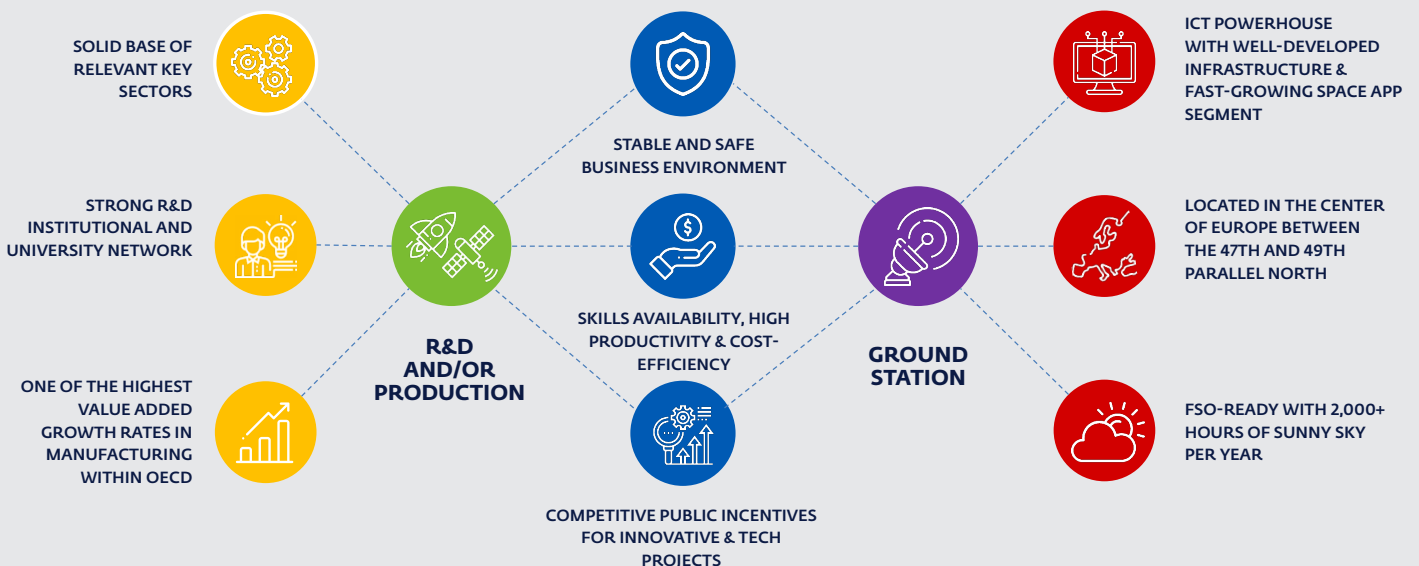 SOLID BASE OF
RELEVANT KEY
SECTORS
STRONG R&D
INSTITUTIONAL AND
UNIVERSITY NETWORK
ONE OF THE HIGHEST
VALUE ADDED
GROWTH RATES IN
MANUFACTURING
WITHIN OECD
R&D
AND/OR
PRODUCTION
STABLE AND SAFE
BUSINESS ENVIRONMENT
$
SKILLS AVAILABILITY, HIGH
PRODUCTIVITY & COST-
EFFICIENCY
COMPETITIVE PUBLIC INCENTIVES
FOR INNOVATIVE & TECH
PROJECTS
GROUND
STATION
ICT POWERHOUSE
WITH WELL-DEVELOPED
INFRASTRUCTURE &
FAST-GROWING SPACE APP
SEGMENT
LOCATED IN THE CENTER
OF EUROPE BETWEEN
THE 47TH AND 49TH
PARALLEL NORTH
FSO-READY WITH 2,000+
HOURS OF SUNNY SKY
PER YEAR